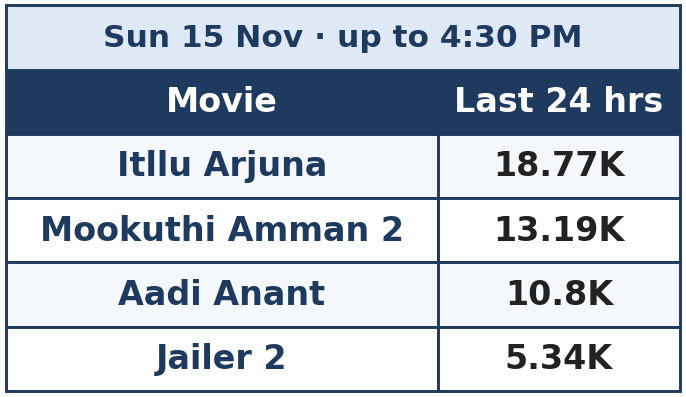 Sun 15 Nov · up to 4:30 PM
Movie Last 24 hrs
Itllu Arjuna 18.77K
Mookuthi Amman 2 13.19K
Aadi Anant 10.8K
Jailer 2 5.34K